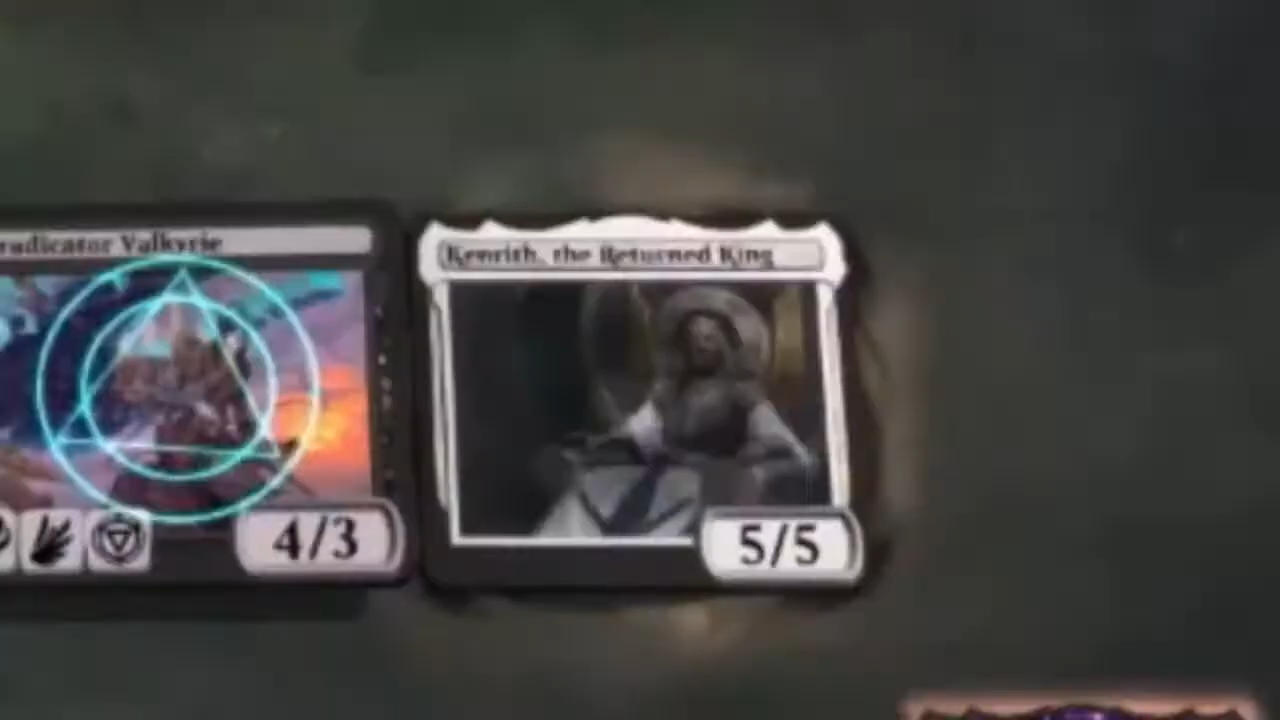 radicator Valkyrie
Kenrith, the Returned King
4/3
5/5